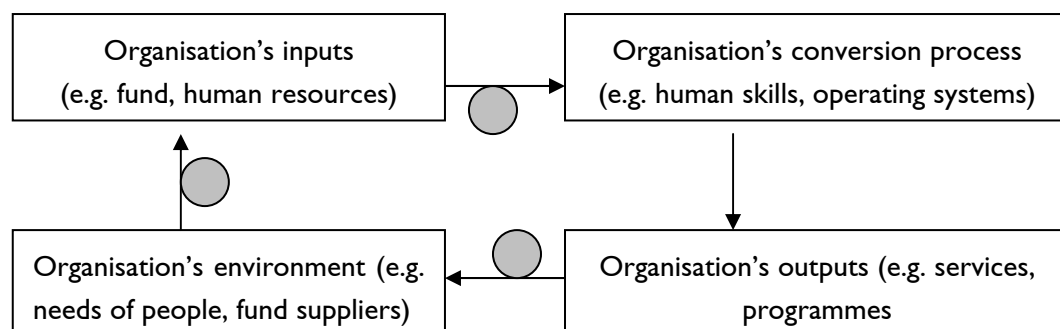 Organisation’s inputs
(e.g. fund, human resources)
Organisation’s conversion process
(e.g. human skills, operating systems)
Organisation’s environment (e.g.
needs of people, fund suppliers)
Organisation’s outputs (e.g. services,
programmes